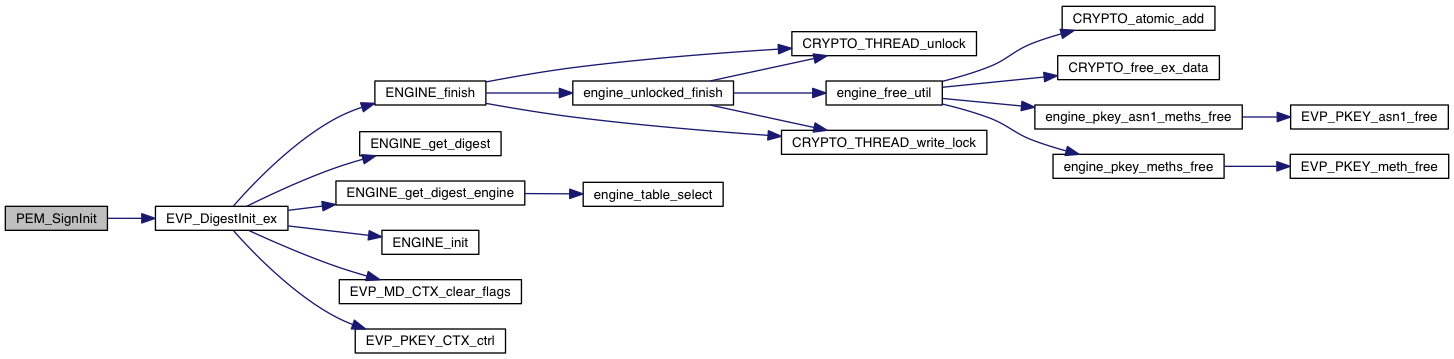 CRYPTO_atomic_add
CRYPTO_THREAD_unlock
CRYPTO_free_ex_data
ENGINE_finish
engine_unlocked_finish
engine_free_util
engine_pkey_asn1_meths_free
EVP_PKEY_asn1_free
ENGINE_get_digest
CRYPTO_THREAD_write_lock
engine_pkey_meths_free
EVP_PKEY_meth_free
ENGINE_get_digest_engine
engine_table_select
PEM_SignInit
EVP_DigestInit_ex
ENGINE_init
EVP_MD_CTX_clear_flags
EVP_PKEY_CTX_ctrl